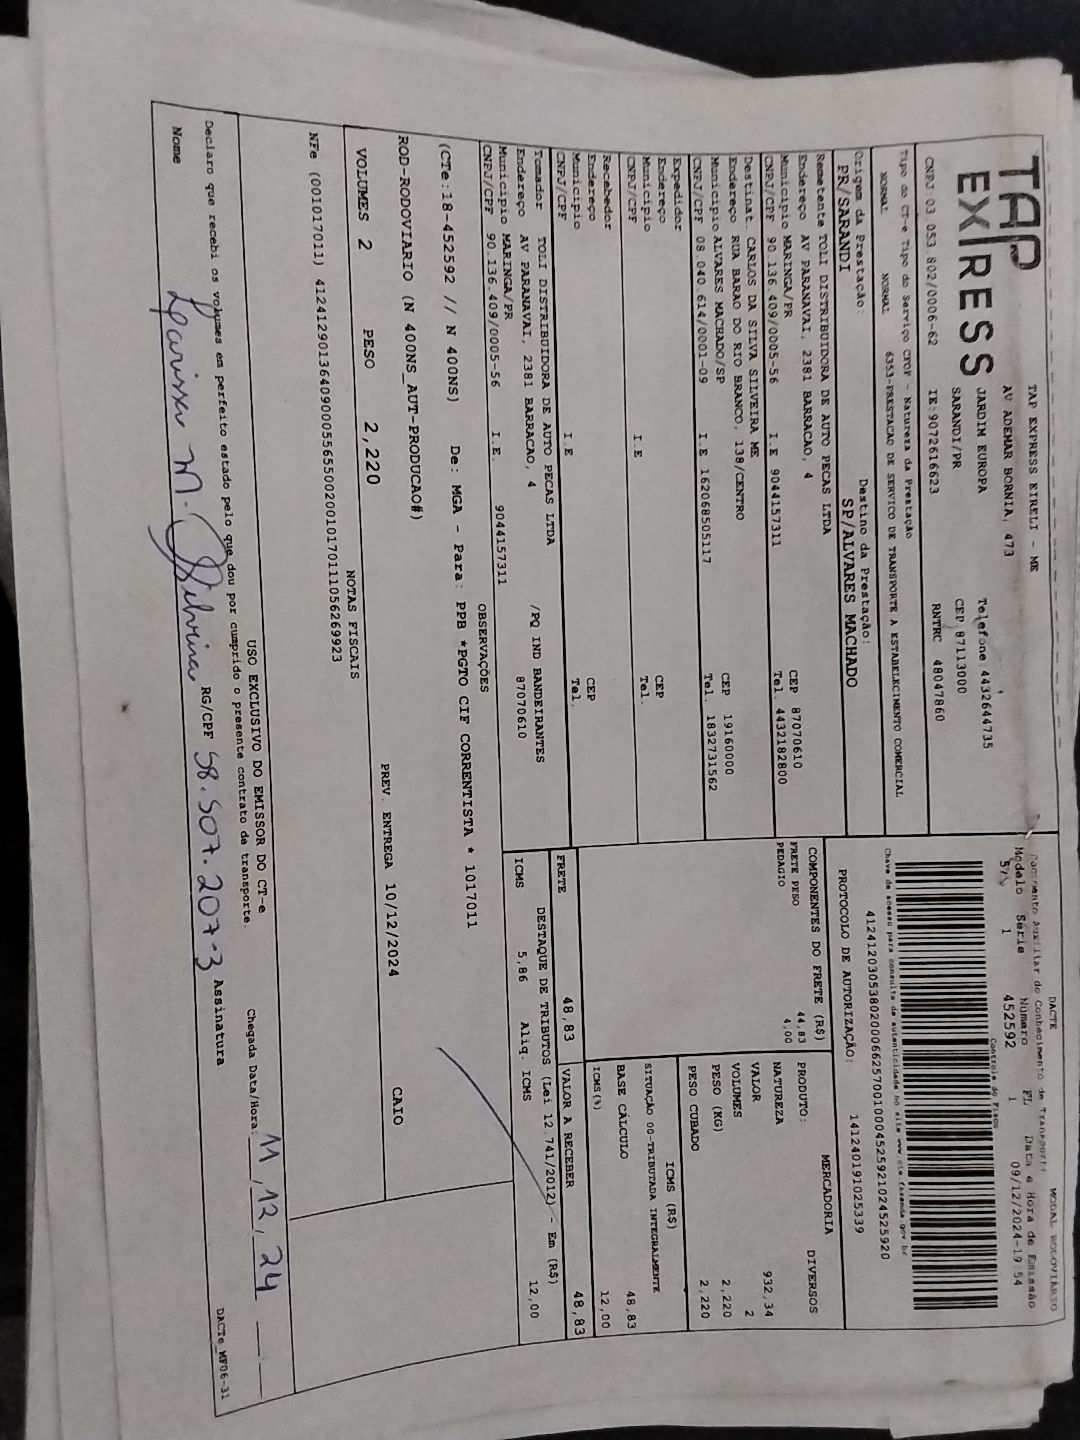 TAP
EXPRESS
TAP EXPRESS EIRELI - ME
AV ADEMAR BORNIA, 473
JARDIM EUROPA
SARANDI/PR
Telefone: 4432644735
CEP 87113000
CNPJ: 03 053 802/0006-62 IE: 9072616623 RNTRC 48047860
DACTE MODAL RODOVIÁRIO
Documento Auxiliar do Conhecimento de Transporte
Modelo Série Número FL Data e Hora de Emissão
57 1 452592 1 09/12/2024-19 54
Controle do Fisco
Chave de acesso para consulta de autenticidade no site www cte fazenda gov br
41241203053802000662570010004525921024525920
PROTOCOLO DE AUTORIZAÇÃO: 141240191025339
Tipo do CT-e Tipo do Serviço CFOP - Natureza da Prestação
NORMAL NORMAL 6353-PRESTACAO DE SERVICO DE TRANSPORTE A ESTABELECIMENTO COMERCIAL
Origem da Prestação: Destino da Prestação:
PR/SARANDI SP/ALVARES MACHADO
Remetente TOLI DISTRIBUIDORA DE AUTO PECAS LTDA
Endereço AV PARANAVAI, 2381 BARRACAO, 4
Município MARINGA/PR CEP 87070610
CNPJ/CPF 90 136 409/0005-56 I.E 9044157311 Tel. 4432182800
Destinat. CARLOS DA SILVA SILVEIRA ME
Endereço RUA BARAO DO RIO BRANCO, 138/CENTRO
Município ALVARES MACHADO/SP CEP 19160000
CNPJ/CPF 08.040.614/0001-09 I.E 162068505117 Tel. 1832731562
Expedidor
Endereço
Município CEP
CNPJ/CPF I.E Tel.
Recebedor
Endereço
Município CEP
CNPJ/CPF I.E Tel.
Tomador TOLI DISTRIBUIDORA DE AUTO PECAS LTDA
Endereço AV PARANAVAI, 2381 BARRACAO, 4 /PQ IND BANDEIRANTES
Município MARINGA/PR 87070610
CNPJ/CPF 90.136.409/0005-56 I.E. 9044157311
COMPONENTES DO FRETE (R$)
FRETE PESO 44,83
PEDAGIO 4,00
PRODUTO: MERCADORIA
NATUREZA DIVERSOS
VALOR 932,34
VOLUMES 2
PESO (KG) 2,220
PESO CUBADO 2,220
ICMS (R$)
SITUAÇÃO 00-TRIBUTADA INTEGRALMENTE
BASE CÁLCULO 48,83
ICMS(%) 12,00
FRETE 48,83 VALOR A RECEBER 48,83
DESTAQUE DE TRIBUTOS (Lei 12.741/2012) - Em (R$)
ICMS 5,86 Aliq. ICMS 12,00
OBSERVAÇÕES
(CTe:18-452592 // N 400NS) De: MGA - Para: PPB *PGTO CIF CORRENTISTA * 1017011
ROD-RODOVIARIO (N 400NS_AUT-PRODUCAO#)
PREV. ENTREGA 10/12/2024 CAIO
VOLUMES 2 PESO 2,220
NOTAS FISCAIS
NFe (001017011) 41241290136409000556550020010170111056269923
USO EXCLUSIVO DO EMISSOR DO CT-e
Declaro que recebi os volumes em perfeito estado pelo que dou por cumprido o presente contrato de transporte.
Chegada Data/Hora: 11,12,24
Nome Larissa M. Silveira RG/CPF 58.507.207-3 Assinatura
DACTe_MF06-31